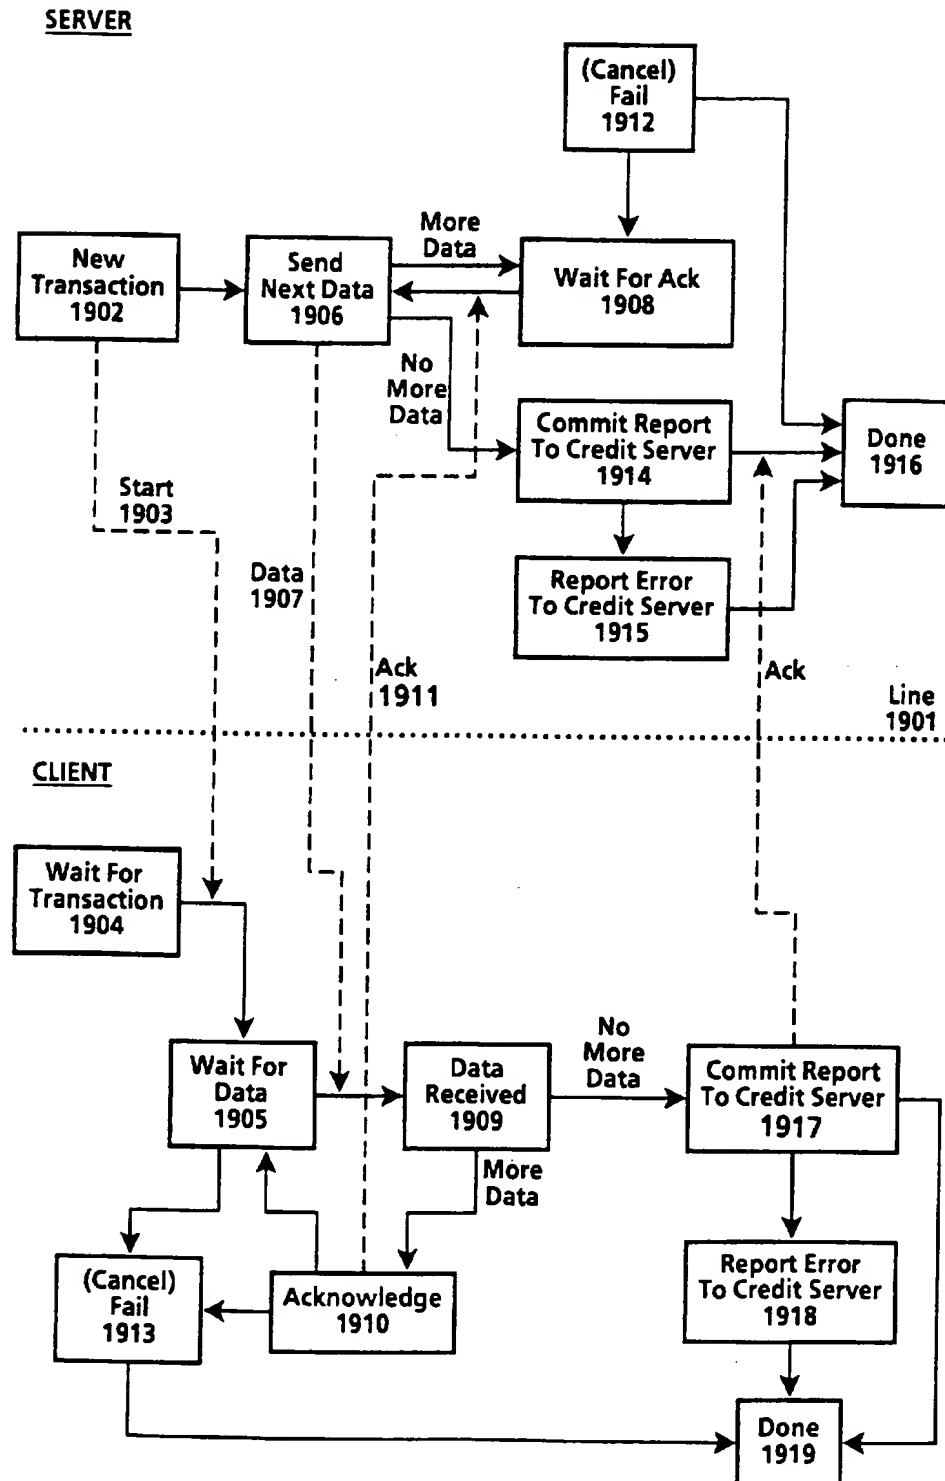 SERVER
(Cancel)
Fail
1912
More
Data
New
Transaction
1902
Send
Next Data
1906
Wait For Ack
1908
No
More
Data
Commit Report
To Credit Server
1914
Done
1916
Start
1903
Data
1907
Report Error
To Credit Server
1915
Ack
1911
Ack
Line
1901
CLIENT
Wait For
Transaction
1904
Wait For
Data
1905
Data
Received
1909
No
More
Data
Commit Report
To Credit Server
1917
More
Data
(Cancel)
Fail
1913
Acknowledge
1910
Report Error
To Credit Server
1918
Done
1919